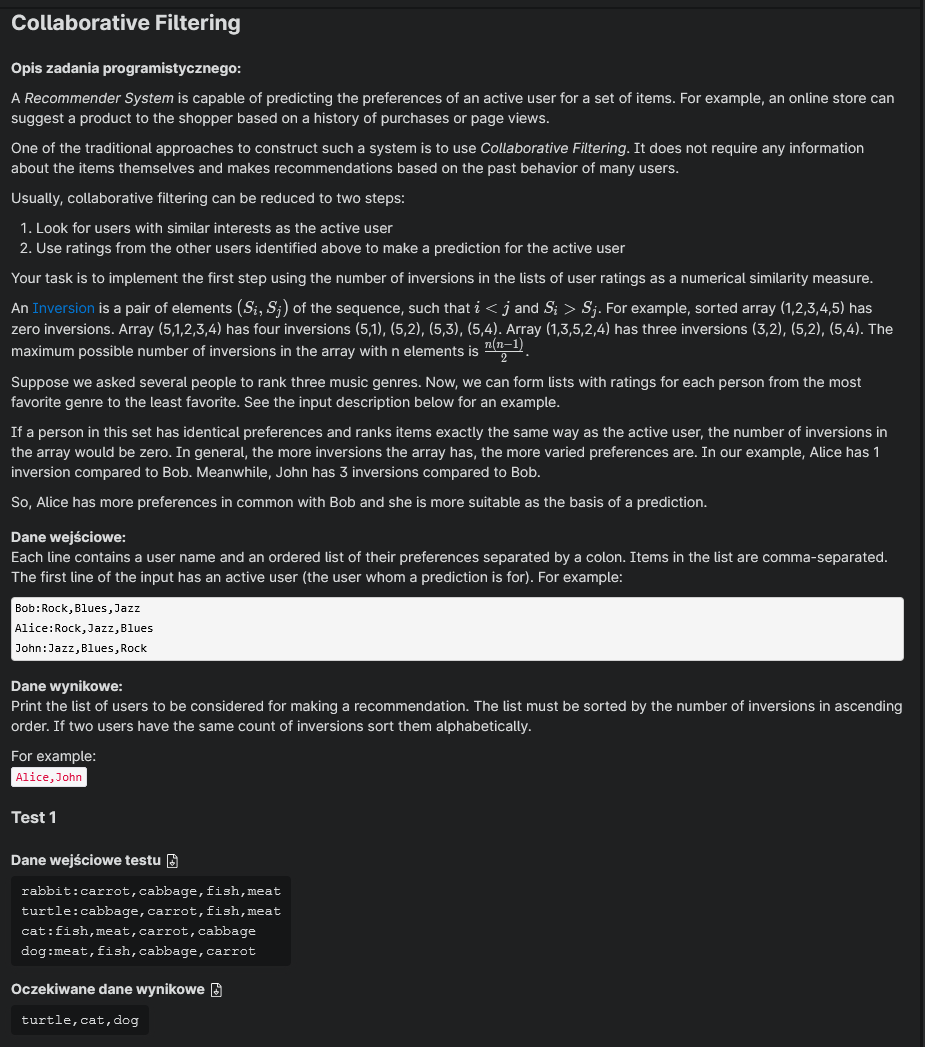 Collaborative Filtering
Opis zadania programistycznego:
A Recommender System is capable of predicting the preferences of an active user for a set of items. For example, an online store can
suggest a product to the shopper based on a history of purchases or page views.
One of the traditional approaches to construct such a system is to use Collaborative Filtering. It does not require any information
about the items themselves and makes recommendations based on the past behavior of many users.
Usually, collaborative filtering can be reduced to two steps:
1. Look for users with similar interests as the active user
2. Use ratings from the other users identified above to make a prediction for the active user
Your task is to implement the first step using the number of inversions in the lists of user ratings as a numerical similarity measure.
An Inversion is a pair of elements (Si, Sj) of the sequence, such that i < j and Si > Sj. For example, sorted array (1,2,3,4,5) has
zero inversions. Array (5,1,2,3,4) has four inversions (5,1), (5,2), (5,3), (5,4). Array (1,3,5,2,4) has three inversions (3,2), (5,2), (5,4). The
maximum possible number of inversions in the array with n elements is n(n−1)/2.
Suppose we asked several people to rank three music genres. Now, we can form lists with ratings for each person from the most
favorite genre to the least favorite. See the input description below for an example.
If a person in this set has identical preferences and ranks items exactly the same way as the active user, the number of inversions in
the array would be zero. In general, the more inversions the array has, the more varied preferences are. In our example, Alice has 1
inversion compared to Bob. Meanwhile, John has 3 inversions compared to Bob.
So, Alice has more preferences in common with Bob and she is more suitable as the basis of a prediction.
Dane wejściowe:
Each line contains a user name and an ordered list of their preferences separated by a colon. Items in the list are comma-separated.
The first line of the input has an active user (the user whom a prediction is for). For example:
Bob:Rock,Blues,Jazz
Alice:Rock,Jazz,Blues
John:Jazz,Blues,Rock
Dane wynikowe:
Print the list of users to be considered for making a recommendation. The list must be sorted by the number of inversions in ascending
order. If two users have the same count of inversions sort them alphabetically.
For example:
Alice,John
Test 1
Dane wejściowe testu
rabbit:carrot,cabbage,fish,meat
turtle:cabbage,carrot,fish,meat
cat:fish,meat,carrot,cabbage
dog:meat,fish,cabbage,carrot
Oczekiwane dane wynikowe
turtle,cat,dog